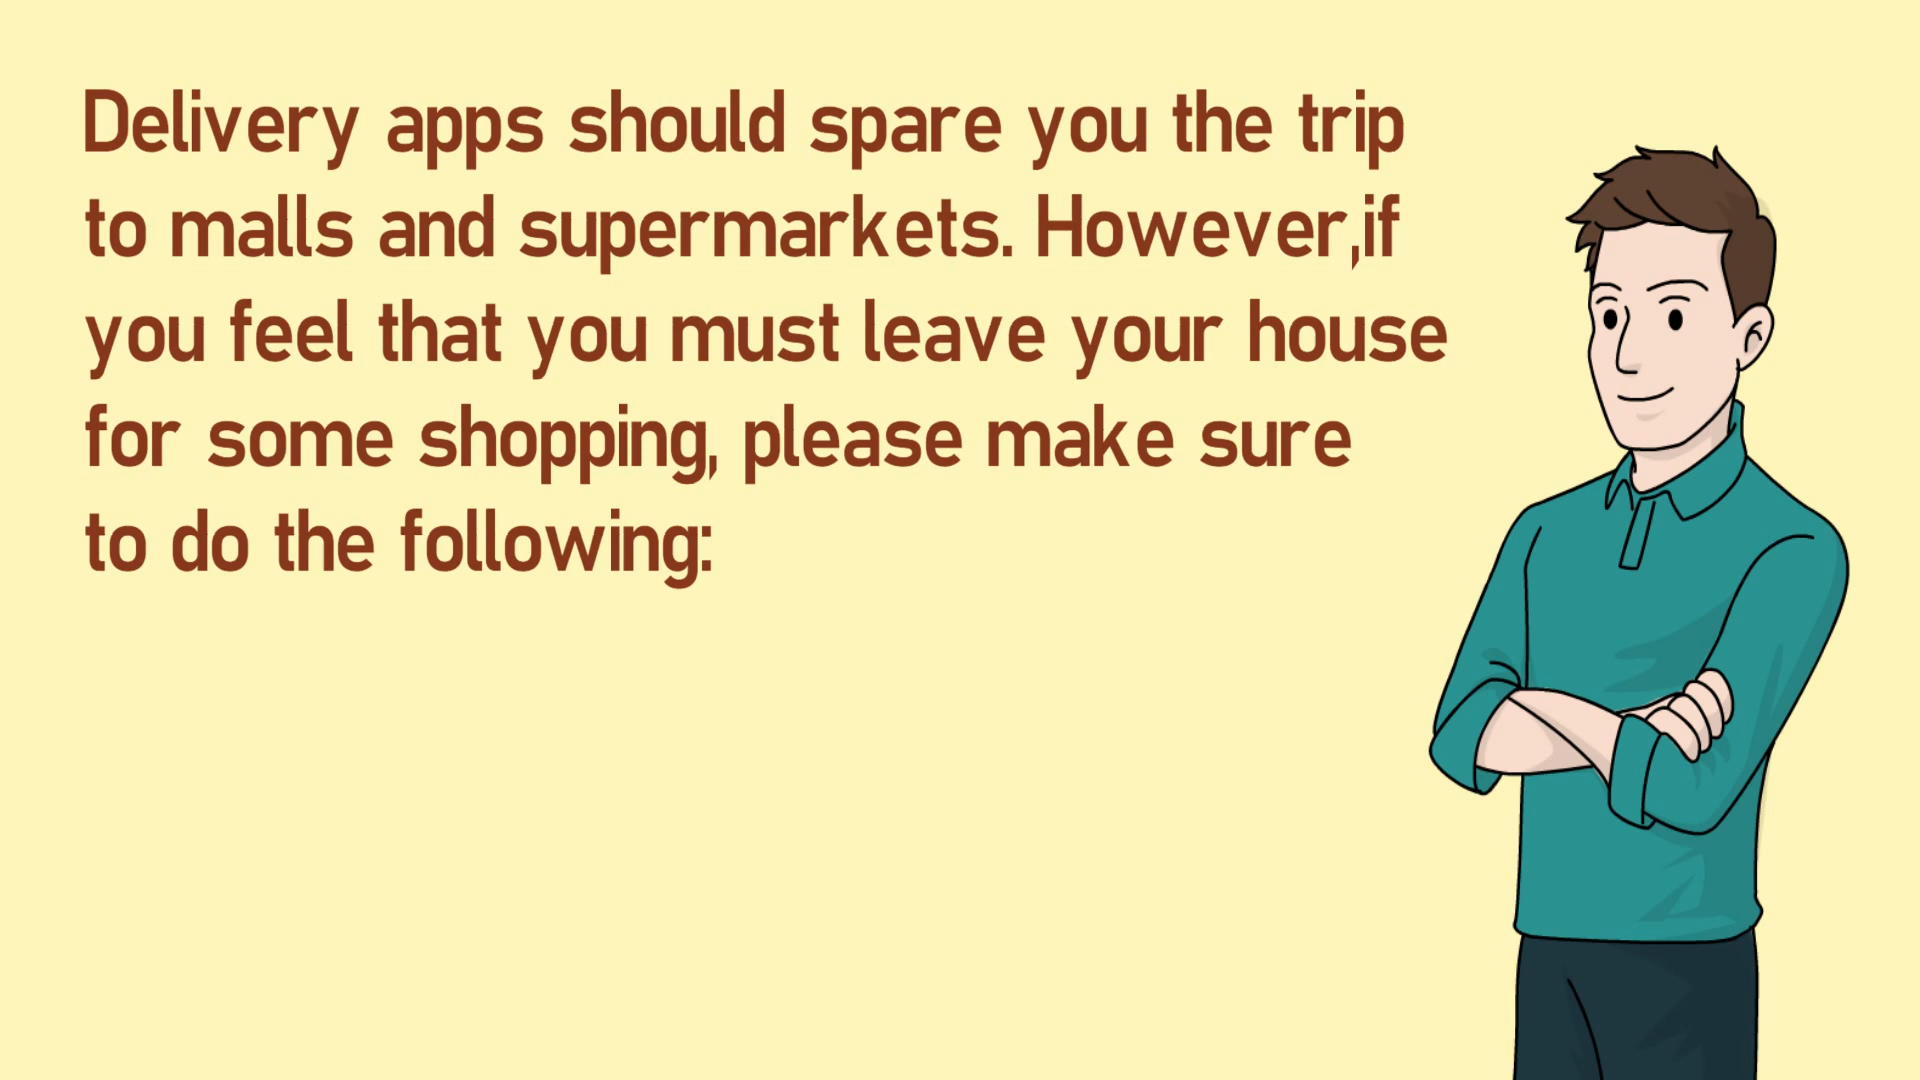 Delivery apps should spare you the trip
to malls and supermarkets. However,if
you feel that you must leave your house
for some shopping, please make sure
to do the following: